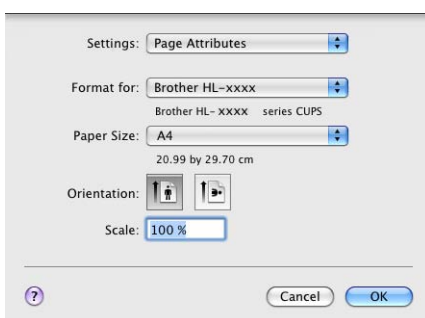 Settings: Page Attributes
Format for: Brother HL-xxxx
Brother HL- XXXX series CUPS
Paper Size: A4
20.99 by 29.70 cm
Orientation:
Scale: 100 %
? Cancel OK